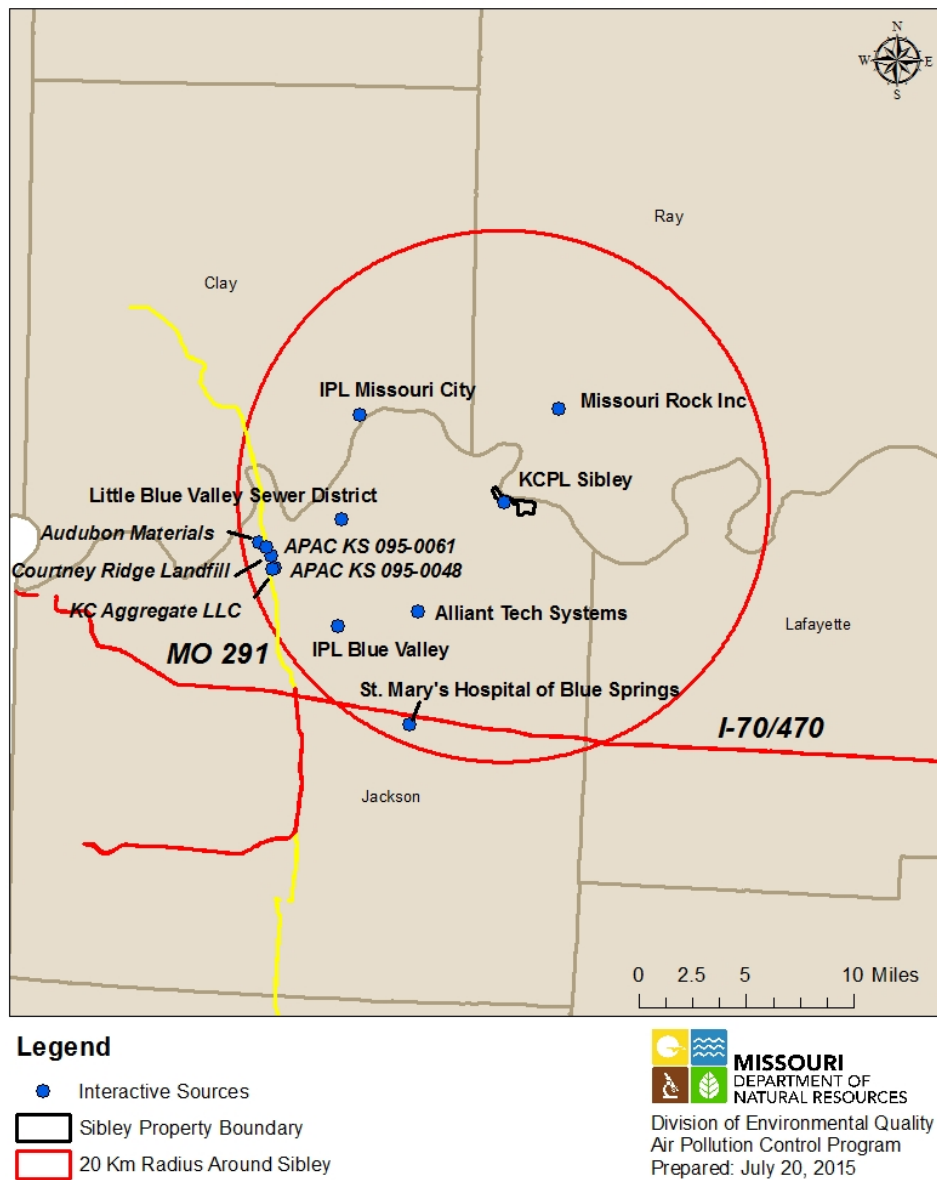 N
W E
S
Ray
Clay
IPL Missouri City
Missouri Rock Inc
KCPL Sibley
Little Blue Valley Sewer District
Audubon Materials
APAC KS 095-0061
Courtney Ridge Landfill
APAC KS 095-0048
KC Aggregate LLC
Alliant Tech Systems
Lafayette
IPL Blue Valley
MO 291
St. Mary's Hospital of Blue Springs
I-70/470
Jackson
0 2.5 5 10 Miles
Legend
Interactive Sources
Sibley Property Boundary
20 Km Radius Around Sibley
MISSOURI
DEPARTMENT OF
NATURAL RESOURCES
Division of Environmental Quality
Air Pollution Control Program
Prepared: July 20, 2015